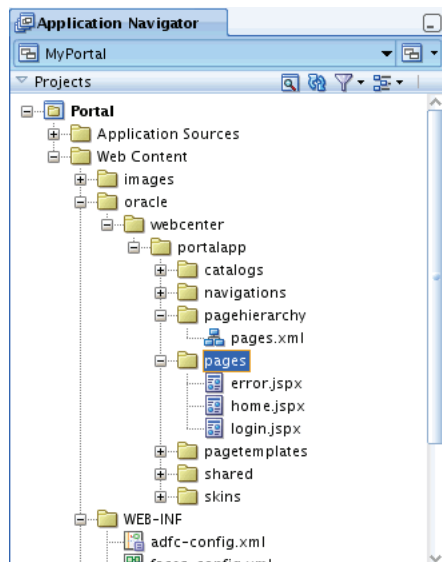 Application Navigator
MyPortal
Projects
Portal
Application Sources
Web Content
images
oracle
webcenter
portalapp
catalogs
navigations
pagehierarchy
pages.xml
pages
error.jspx
home.jspx
login.jspx
pagetemplates
shared
skins
WEB-INF
adfc-config.xml